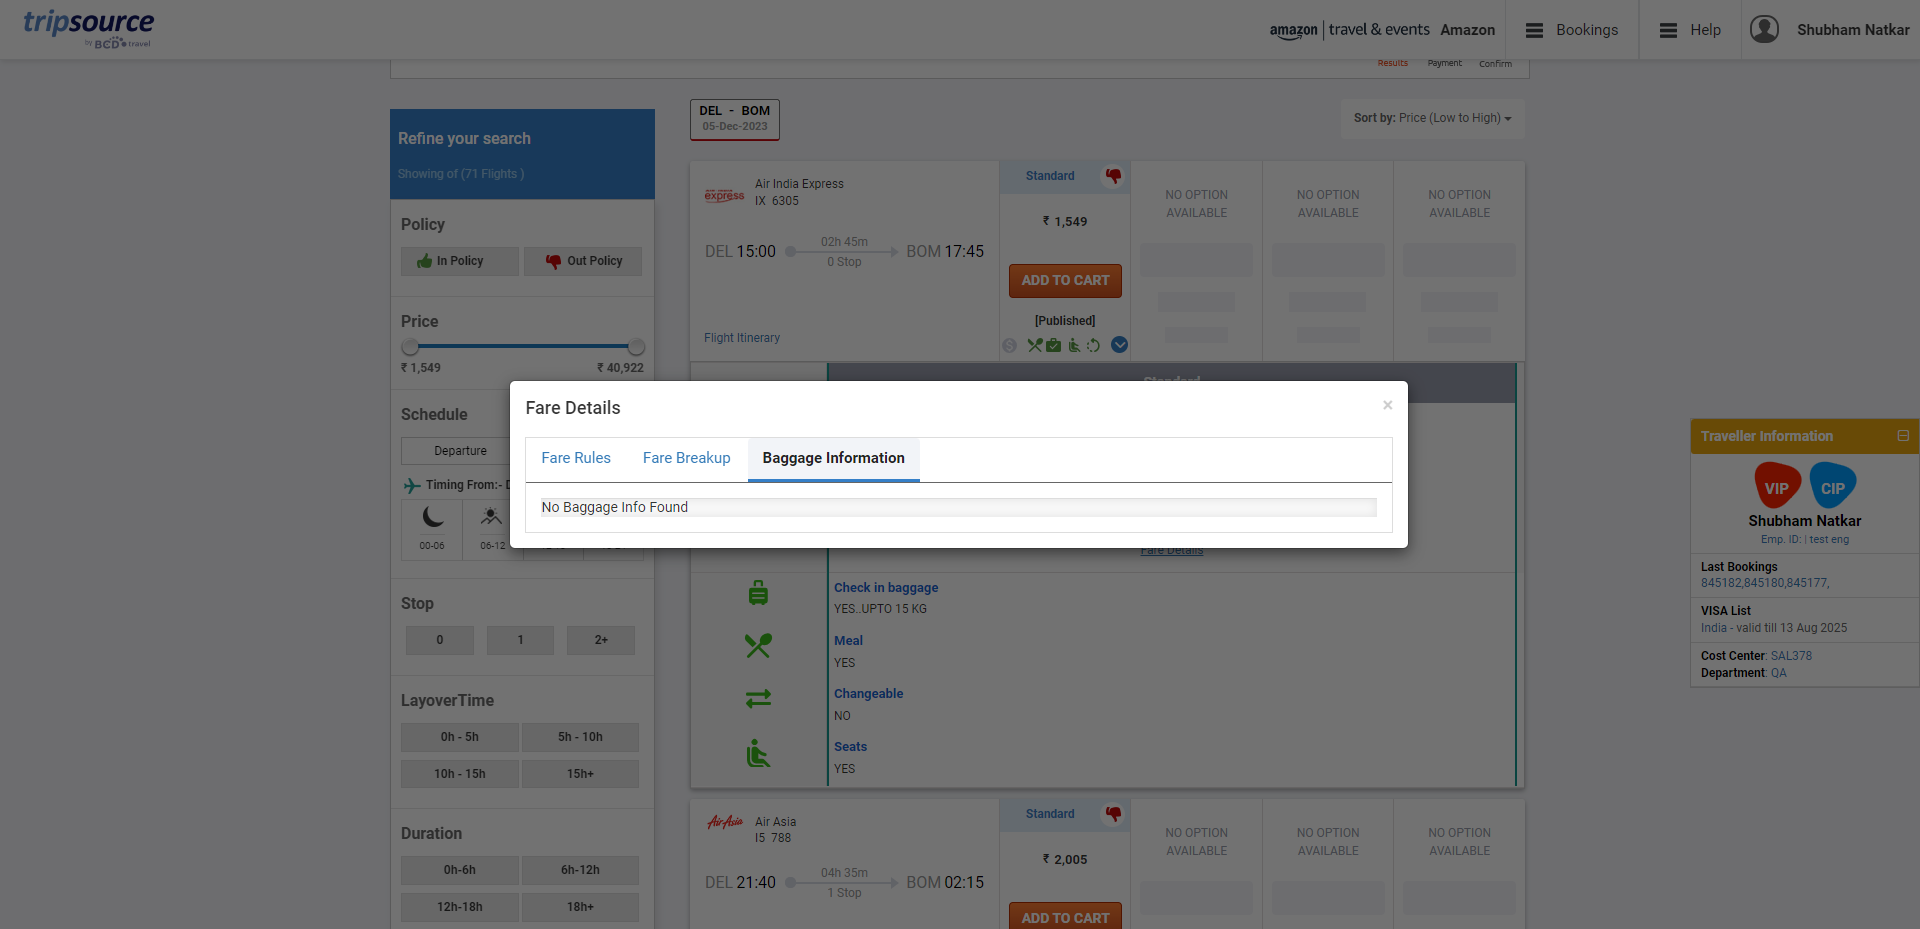 tripsource
by BCD travel
amazon | travel & events Amazon
Bookings
Help
Shubham Natkar
Results Payment Confirm
Refine your search
Showing of (71 Flights )
Policy
In Policy
Out Policy
Price
₹ 1,549
₹ 40,922
Schedule
Departure
Timing From:-
00-06
06-12
Stop
0
1
2+
LayoverTime
0h - 5h
5h - 10h
10h - 15h
15h+
Duration
0h-6h
6h-12h
12h-18h
18h+
DEL - BOM
05-Dec-2023
Sort by: Price (Low to High)
express
Air India Express
IX 6305
DEL 15:00
02h 45m
0 Stop
BOM 17:45
Flight Itinerary
Standard
₹ 1,549
ADD TO CART
[Published]
NO OPTION
AVAILABLE
NO OPTION
AVAILABLE
NO OPTION
AVAILABLE
Standard
Fare Details
×
Fare Rules
Fare Breakup
Baggage Information
No Baggage Info Found
Fare Details
Check in baggage
YES..UPTO 15 KG
Meal
YES
Changeable
NO
Seats
YES
AirAsia
Air Asia
I5 788
DEL 21:40
04h 35m
1 Stop
BOM 02:15
Standard
₹ 2,005
ADD TO CART
NO OPTION
AVAILABLE
NO OPTION
AVAILABLE
NO OPTION
AVAILABLE
Traveller Information
VIP
CIP
Shubham Natkar
Emp. ID: | test eng
Last Bookings
845182,845180,845177,
VISA List
India - valid till 13 Aug 2025
Cost Center: SAL378
Department: QA